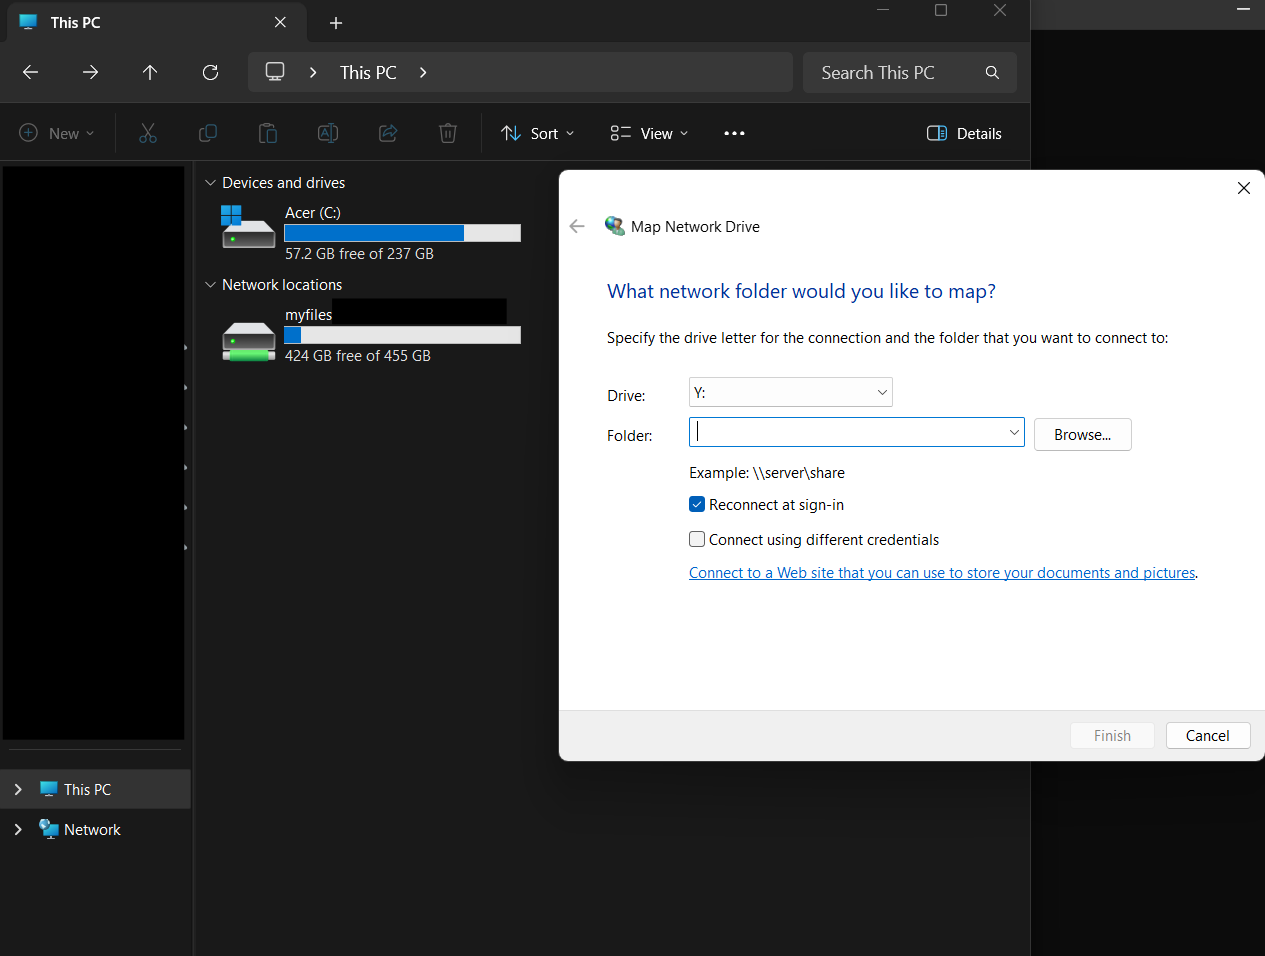 This PC
This PC
Search This PC
New
Sort
View
Details
Devices and drives
Acer (C:)
57.2 GB free of 237 GB
Network locations
myfiles
424 GB free of 455 GB
This PC
Network
Map Network Drive
What network folder would you like to map?
Specify the drive letter for the connection and the folder that you want to connect to:
Drive: Y:
Folder: Browse...
Example: \\server\share
Reconnect at sign-in
Connect using different credentials
Connect to a Web site that you can use to store your documents and pictures.
Finish Cancel